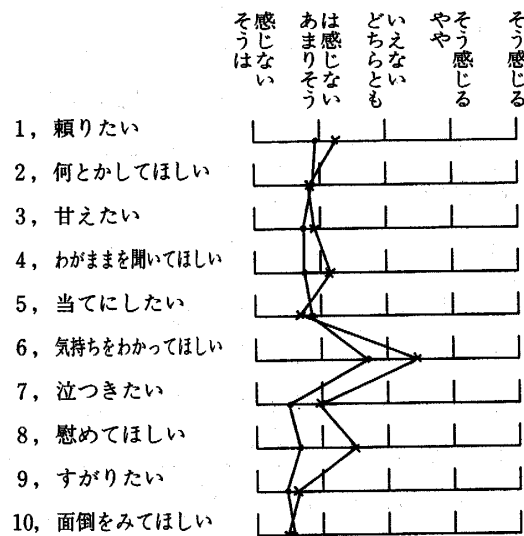 そうは
感じない
あまりそう
は感じない
どちらとも
いえない
やや
そう感じる
そう感じる
1, 頼りたい
2, 何とかしてほしい
3, 甘えたい
4, わがままを聞いてほしい
5, 当てにしたい
6, 気持ちをわかってほしい
7, 泣つきたい
8, 慰めてほしい
9, すがりたい
10, 面倒をみてほしい